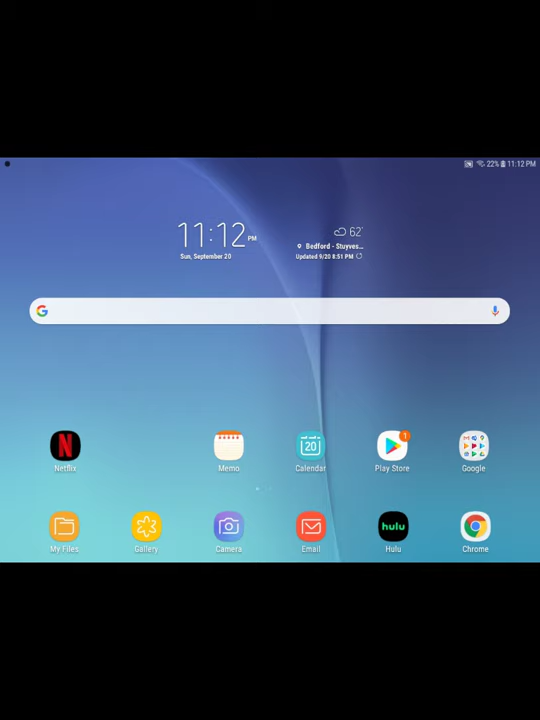 22% 11:12 PM
11:12 PM
Sun, September 20
62°
Bedford - Stuyves...
Updated 9/20 8:51 PM
Netflix
Memo
20
Calendar
1
Play Store
Google
My Files
Gallery
Camera
Email
hulu
Hulu
Chrome